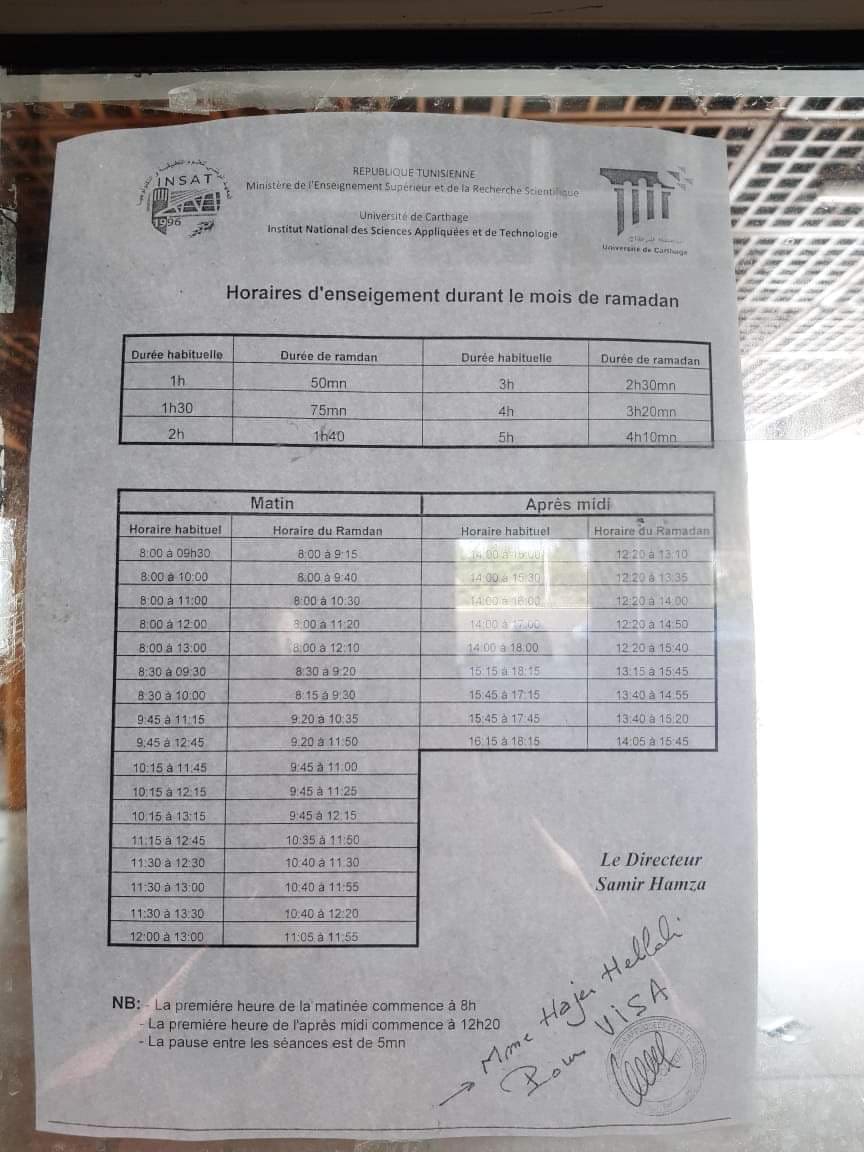 INSAT
1996
REPUBLIQUE TUNISIENNE
Ministère de l'Enseignement Supérieur et de la Recherche Scientifique
Université de Carthage
Institut National des Sciences Appliquées et de Technologie
Université de Carthage
Horaires d'enseigement durant le mois de ramadan
Durée habituelle Durée de ramdan Durée habituelle Durée de ramadan
1h 50mn 3h 2h30mn
1h30 75mn 4h 3h20mn
2h 1h40 5h 4h10mn
Matin Après midi
Horaire habituel Horaire du Ramdan Horaire habituel Horaire du Ramadan
8:00 à 09h30 8:00 à 9:15 14:00 à 15:00 12:20 à 13:10
8:00 à 10:00 8:00 à 9:40 14:00 à 15:30 12:20 à 13:35
8:00 à 11:00 8:00 à 10:30 14:00 à 16:00 12:20 à 14:00
8:00 à 12:00 8:00 à 11:20 14:00 à 17:00 12:20 à 14:50
8:00 à 13:00 8:00 à 12:10 14:00 à 18:00 12:20 à 15:40
8:30 à 09:30 8:30 à 9:20 15:15 à 18:15 13:15 à 15:45
8:30 à 10:00 8:15 à 9:30 15:45 à 17:15 13:40 à 14:55
9:45 à 11:15 9:20 à 10:35 15:45 à 17:45 13:40 à 15:20
9:45 à 12:45 9:20 à 11:50 16:15 à 18:15 14:05 à 15:45
10:15 à 11:45 9:45 à 11:00
10:15 à 12:15 9:45 à 11:25
10:15 à 13:15 9:45 à 12:15
11:15 à 12:45 10:35 à 11:50
11:30 à 12:30 10:40 à 11:30
11:30 à 13:00 10:40 à 11:55
11:30 à 13:30 10:40 à 12:20
12:00 à 13:00 11:05 à 11:55
Le Directeur
Samir Hamza
NB: - La premiére heure de la matinée commence à 8h
- La premiére heure de l'après midi commence à 12h20
- La pause entre les séances est de 5mn
→ Mme Hajer Hellali
Pour VISA